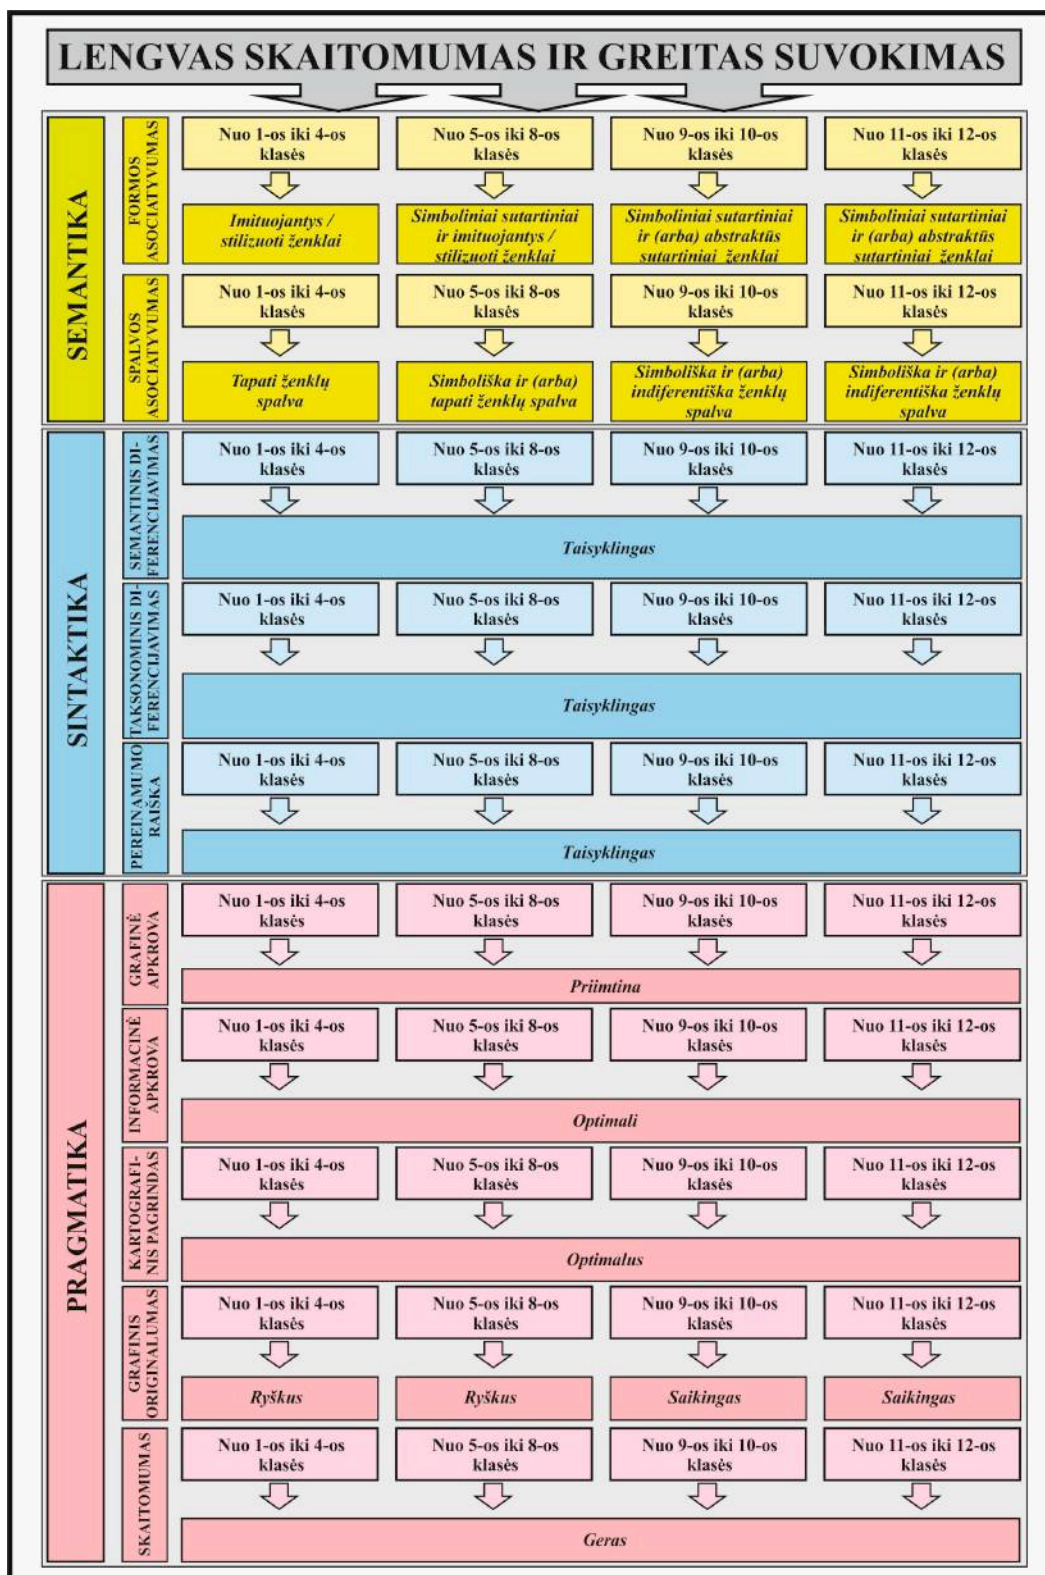 LENGVAS SKAITOMUMAS IR GREITAS SUVOKIMAS
SEMANTIKA
FORMOS
ASOCIATYVUMAS
Nuo 1-os iki 4-os
klasės
Nuo 5-os iki 8-os
klasės
Nuo 9-os iki 10-os
klasės
Nuo 11-os iki 12-os
klasės
Imituojantys /
stilizuoti ženklai
Simboliniai sutartiniai
ir imituojantys /
stilizuoti ženklai
Simboliniai sutartiniai
ir (arba) abstraktūs
sutartiniai ženklai
Simboliniai sutartiniai
ir (arba) abstraktūs
sutartiniai ženklai
SPALVOS
ASOCIATYVUMAS
Nuo 1-os iki 4-os
klasės
Nuo 5-os iki 8-os
klasės
Nuo 9-os iki 10-os
klasės
Nuo 11-os iki 12-os
klasės
Tapati ženklų
spalva
Simboliška ir (arba)
tapati ženklų spalva
Simboliška ir (arba)
indiferentiška ženklų
spalva
Simboliška ir (arba)
indiferentiška ženklų
spalva
SINTAKTIKA
SEMANTINIS DI-
FERENCIJAVIMAS
Nuo 1-os iki 4-os
klasės
Nuo 5-os iki 8-os
klasės
Nuo 9-os iki 10-os
klasės
Nuo 11-os iki 12-os
klasės
Taisyklingas
TAKSONOMINIS DI-
FERENCIJAVIMAS
Nuo 1-os iki 4-os
klasės
Nuo 5-os iki 8-os
klasės
Nuo 9-os iki 10-os
klasės
Nuo 11-os iki 12-os
klasės
Taisyklingas
PEREINAMUMO
RAIŠKA
Nuo 1-os iki 4-os
klasės
Nuo 5-os iki 8-os
klasės
Nuo 9-os iki 10-os
klasės
Nuo 11-os iki 12-os
klasės
Taisyklingas
PRAGMATIKA
GRAFINĖ
APKROVA
Nuo 1-os iki 4-os
klasės
Nuo 5-os iki 8-os
klasės
Nuo 9-os iki 10-os
klasės
Nuo 11-os iki 12-os
klasės
Priimtina
INFORMACINĖ
APKROVA
Nuo 1-os iki 4-os
klasės
Nuo 5-os iki 8-os
klasės
Nuo 9-os iki 10-os
klasės
Nuo 11-os iki 12-os
klasės
Optimali
KARTOGRAFI-
NIS PAGRINDAS
Nuo 1-os iki 4-os
klasės
Nuo 5-os iki 8-os
klasės
Nuo 9-os iki 10-os
klasės
Nuo 11-os iki 12-os
klasės
Optimalus
GRAFINIS
ORIGINALUMAS
Nuo 1-os iki 4-os
klasės
Nuo 5-os iki 8-os
klasės
Nuo 9-os iki 10-os
klasės
Nuo 11-os iki 12-os
klasės
Ryškus
Ryškus
Saikingas
Saikingas
SKAITOMUMAS
Nuo 1-os iki 4-os
klasės
Nuo 5-os iki 8-os
klasės
Nuo 9-os iki 10-os
klasės
Nuo 11-os iki 12-os
klasės
Geras